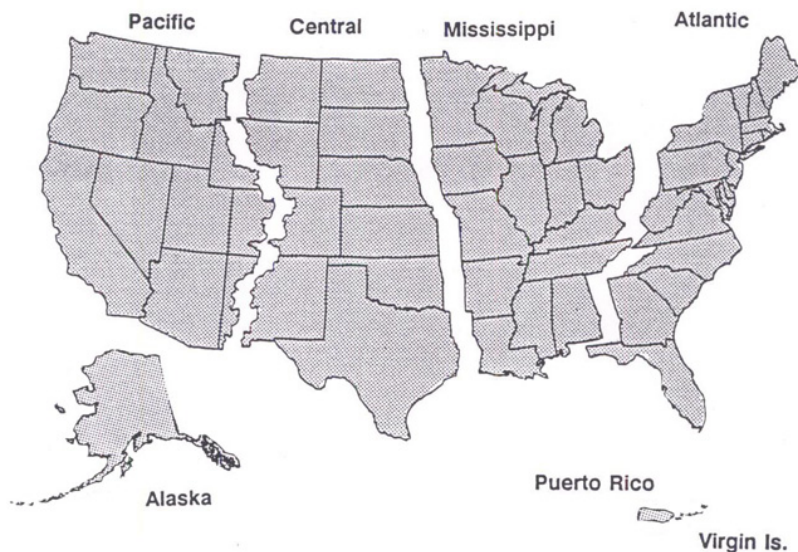 Pacific Central Mississippi Atlantic
Alaska
Puerto Rico
Virgin Is.